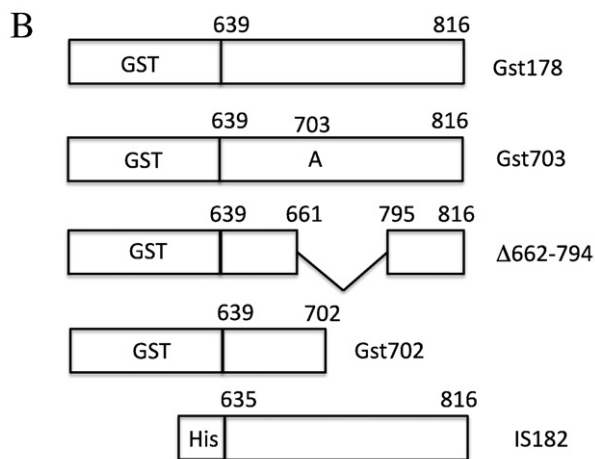 B
639 816
GST Gst178
639 703 816
GST A Gst703
639 661 795 816
GST Δ662-794
639 702
GST Gst702
635 816
His IS182